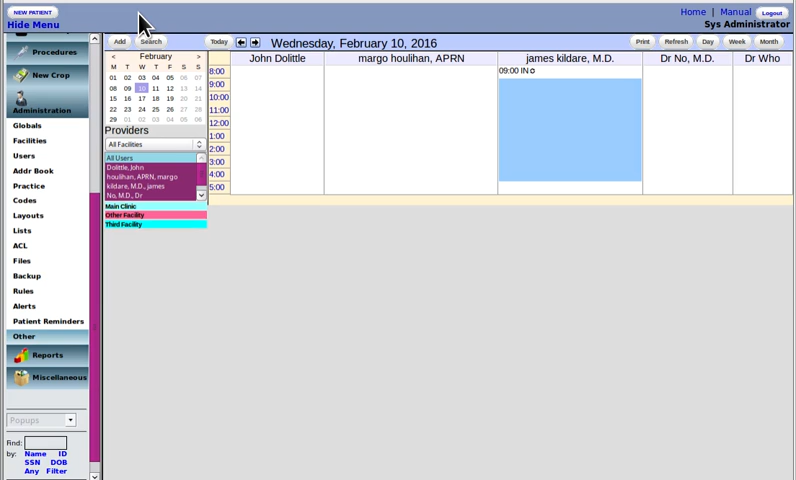 NEW PATIENT
Hide Menu
Home | Manual Logout
Sys Administrator
Procedures
New Crop
Administration
Globals
Facilities
Users
Addr Book
Practice
Codes
Layouts
Lists
ACL
Files
Backup
Rules
Alerts
Patient Reminders
Other
Reports
Miscellaneous
Popups
Find:
by: Name ID
SSN DOB
Any Filter
Add Search Today Wednesday, February 10, 2016 Print Refresh Day Week Month
< February >
M T W T F S S
01 02 03 04 05 06 07
08 09 10 11 12 13 14
15 16 17 18 19 20 21
22 23 24 25 26 27 28
29 01 02 03 04 05 06
Providers
All Facilities
All Users
Dolittle, John
houlihan, APRN, margo
kildare, M.D., james
No, M.D., Dr
Main Clinic
Other Facility
Third Facility
John Dolittle margo houlihan, APRN james kildare, M.D. Dr No, M.D. Dr Who
8:00 09:00 IN
9:00
10:00
11:00
12:00
1:00
2:00
3:00
4:00
5:00